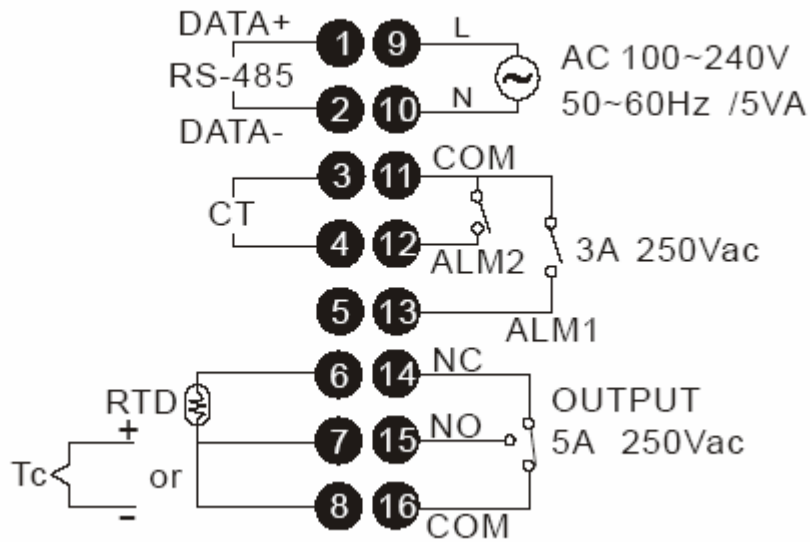 DATA+
RS-485
DATA-
1 9
2 10
L
N
AC 100~240V
50~60Hz /5VA
CT
3 11
4 12
5 13
COM
ALM2
3A 250Vac
ALM1
6 14
7 15
8 16
NC
NO
COM
OUTPUT
5A 250Vac
RTD
+
Tc or
-